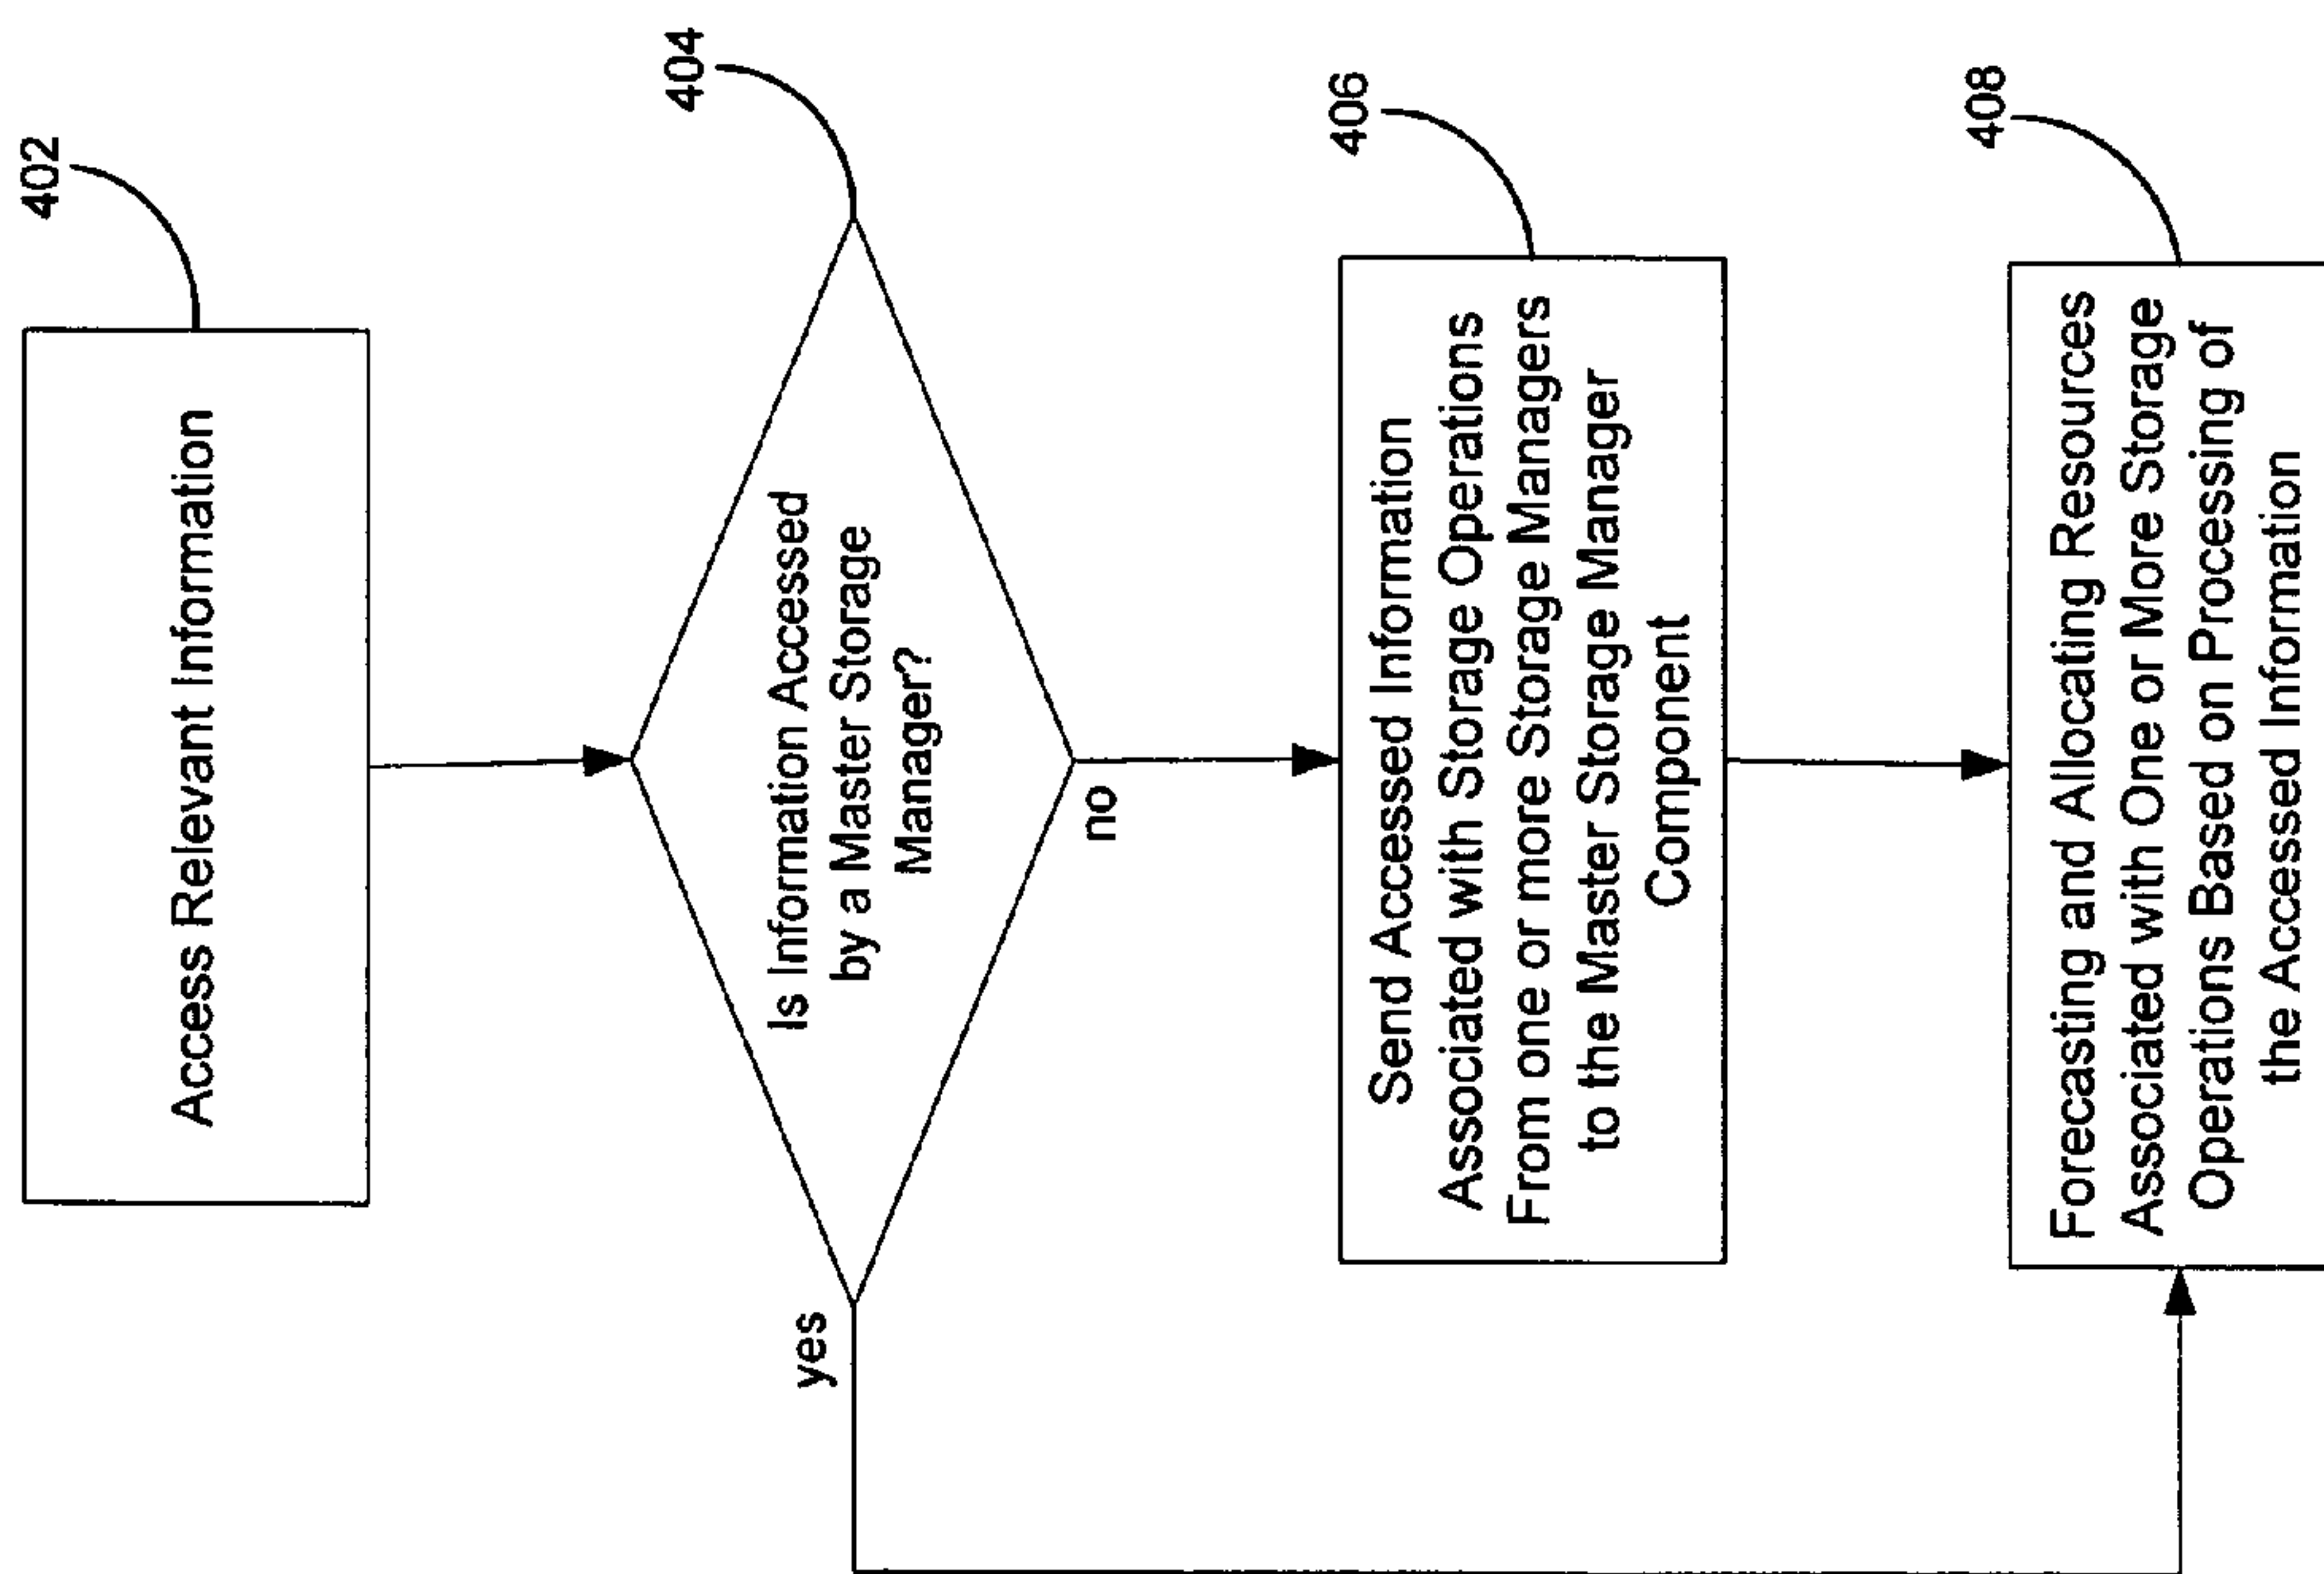 402
Access Relevant Information
404
Is Information Accessed
by a Master Storage
Manager?
yes
no
406
Send Accessed Information
Associated with Storage Operations
From one or more Storage Managers
to the Master Storage Manager
Component
408
Forecasting and Allocating Resources
Associated with One or More Storage
Operations Based on Processing of
the Accessed Information